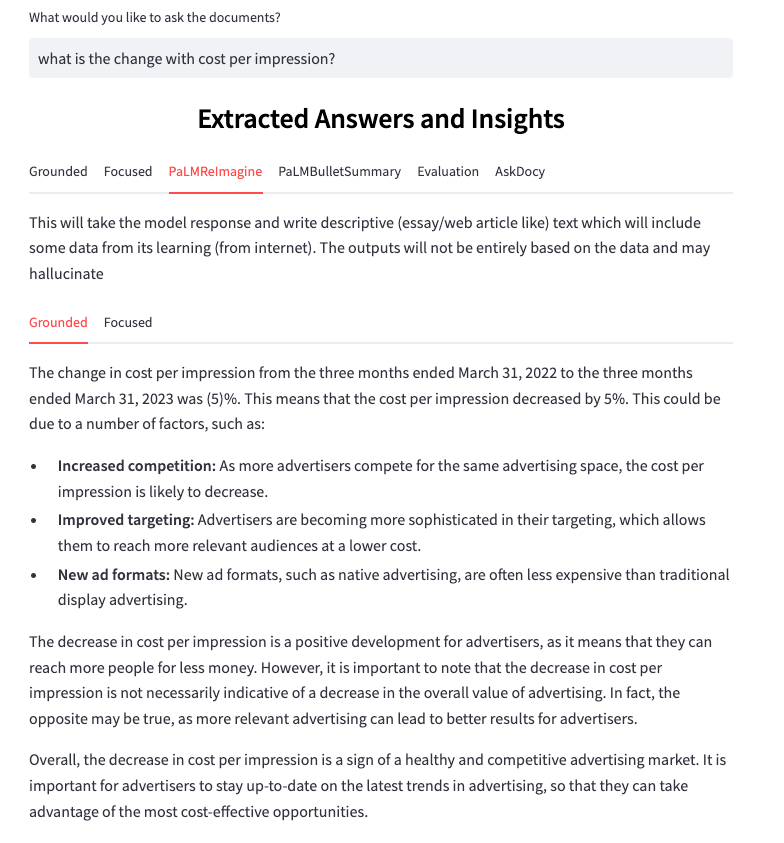 What would you like to ask the documents?
what is the change with cost per impression?
Extracted Answers and Insights
Grounded Focused PaLMReImagine PaLMBulletSummary Evaluation AskDocy
This will take the model response and write descriptive (essay/web article like) text which will include
some data from its learning (from internet). The outputs will not be entirely based on the data and may
hallucinate
Grounded Focused
The change in cost per impression from the three months ended March 31, 2022 to the three months
ended March 31, 2023 was (5)%. This means that the cost per impression decreased by 5%. This could be
due to a number of factors, such as:
• Increased competition: As more advertisers compete for the same advertising space, the cost per
impression is likely to decrease.
• Improved targeting: Advertisers are becoming more sophisticated in their targeting, which allows
them to reach more relevant audiences at a lower cost.
• New ad formats: New ad formats, such as native advertising, are often less expensive than traditional
display advertising.
The decrease in cost per impression is a positive development for advertisers, as it means that they can
reach more people for less money. However, it is important to note that the decrease in cost per
impression is not necessarily indicative of a decrease in the overall value of advertising. In fact, the
opposite may be true, as more relevant advertising can lead to better results for advertisers.
Overall, the decrease in cost per impression is a sign of a healthy and competitive advertising market. It is
important for advertisers to stay up-to-date on the latest trends in advertising, so that they can take
advantage of the most cost-effective opportunities.